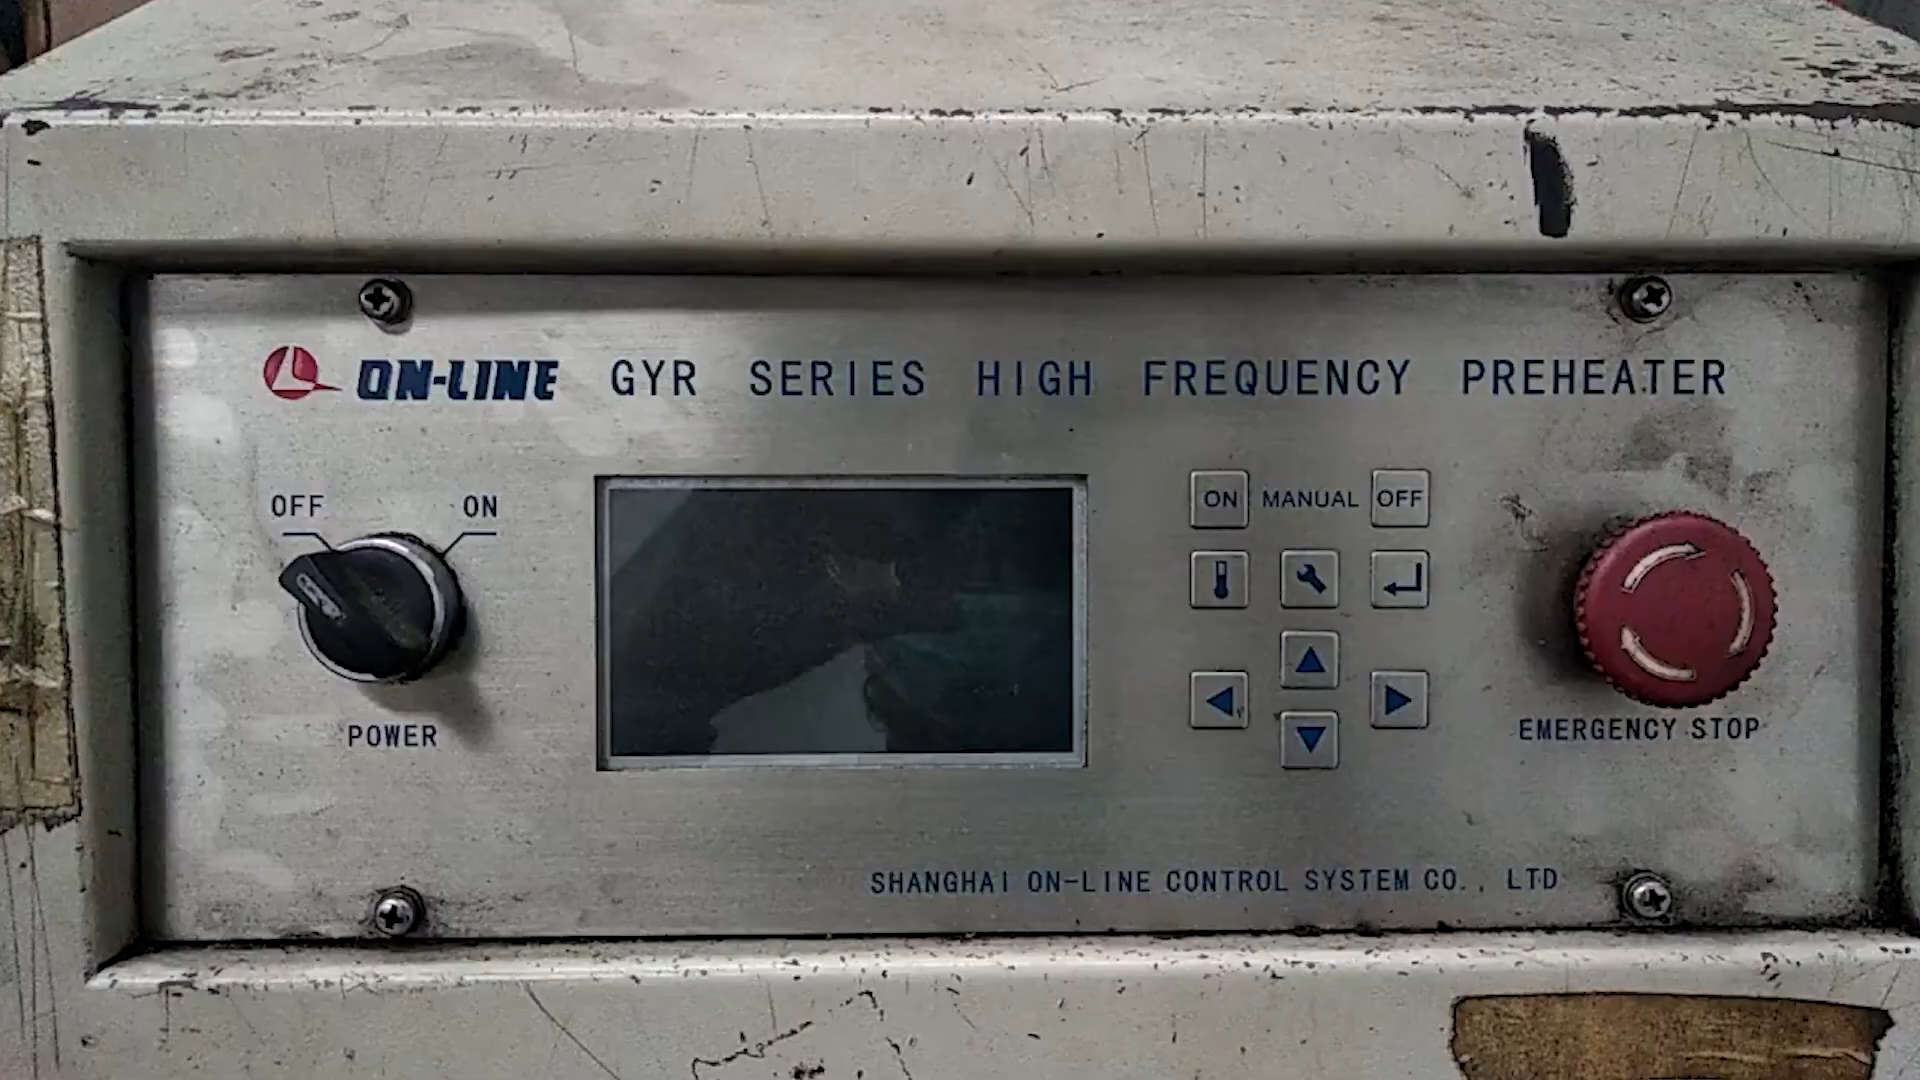 ON-LINE GYR SERIES HIGH FREQUENCY PREHEATER
OFF ON
ON MANUAL OFF
POWER
EMERGENCY STOP
SHANGHAI ON-LINE CONTROL SYSTEM CO., LTD